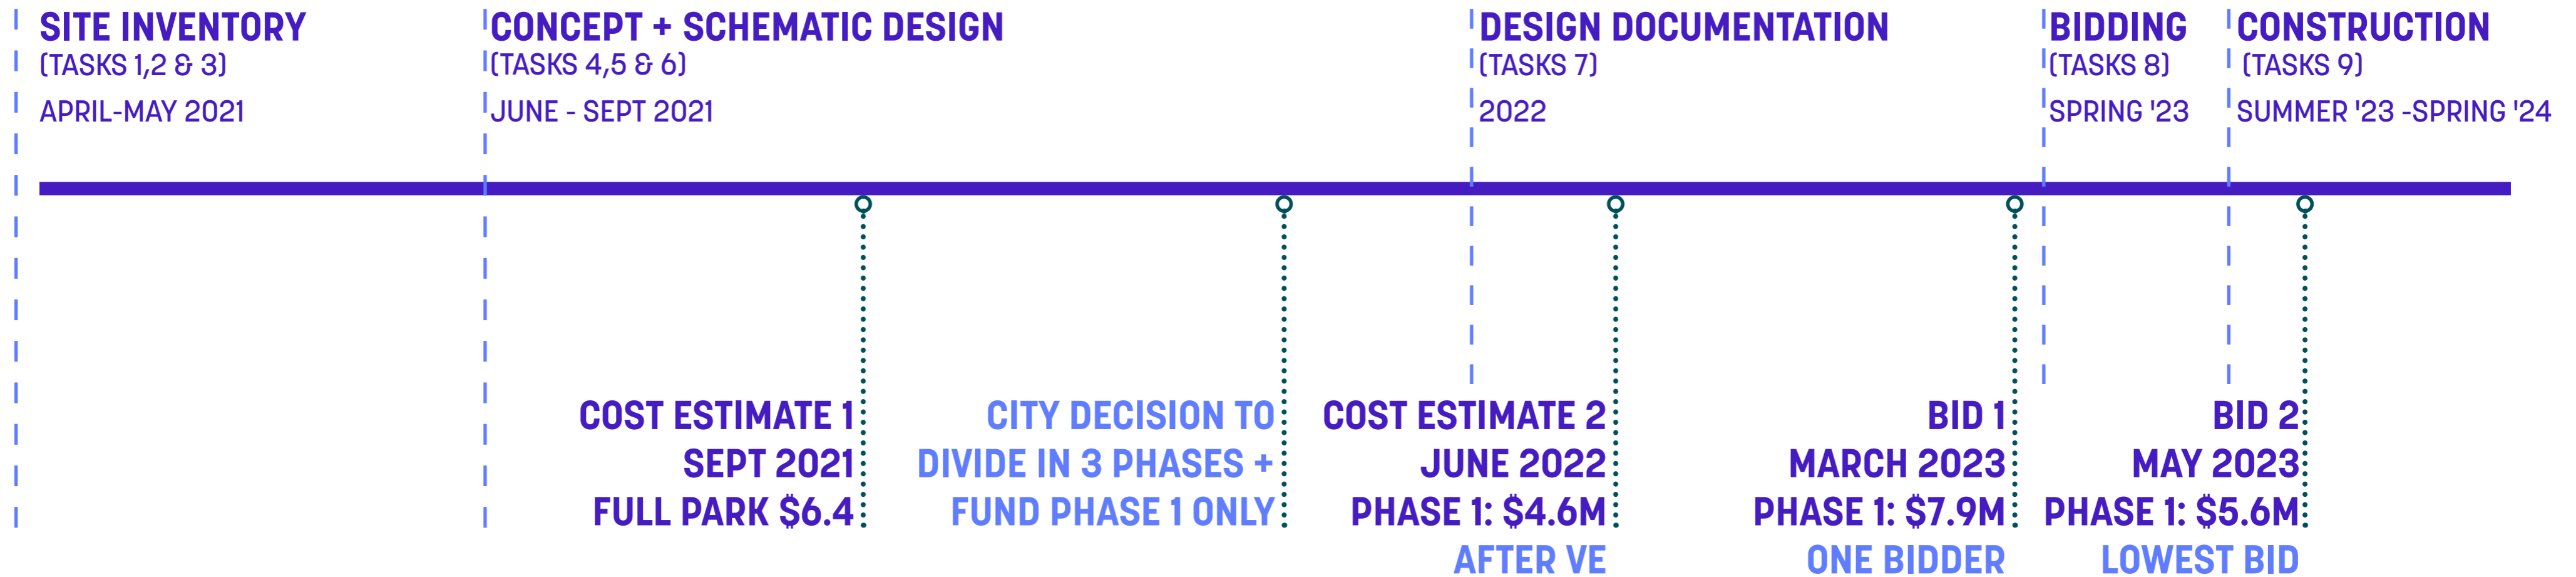 SITE INVENTORY
(TASKS 1,2 & 3)
APRIL-MAY 2021
CONCEPT + SCHEMATIC DESIGN
(TASKS 4,5 & 6)
JUNE - SEPT 2021
DESIGN DOCUMENTATION
(TASKS 7)
2022
BIDDING
(TASKS 8)
SPRING '23
CONSTRUCTION
(TASKS 9)
SUMMER '23 -SPRING '24
COST ESTIMATE 1
SEPT 2021
FULL PARK $6.4
CITY DECISION TO
DIVIDE IN 3 PHASES +
FUND PHASE 1 ONLY
COST ESTIMATE 2
JUNE 2022
PHASE 1: $4.6M
AFTER VE
BID 1
MARCH 2023
PHASE 1: $7.9M
ONE BIDDER
BID 2
MAY 2023
PHASE 1: $5.6M
LOWEST BID